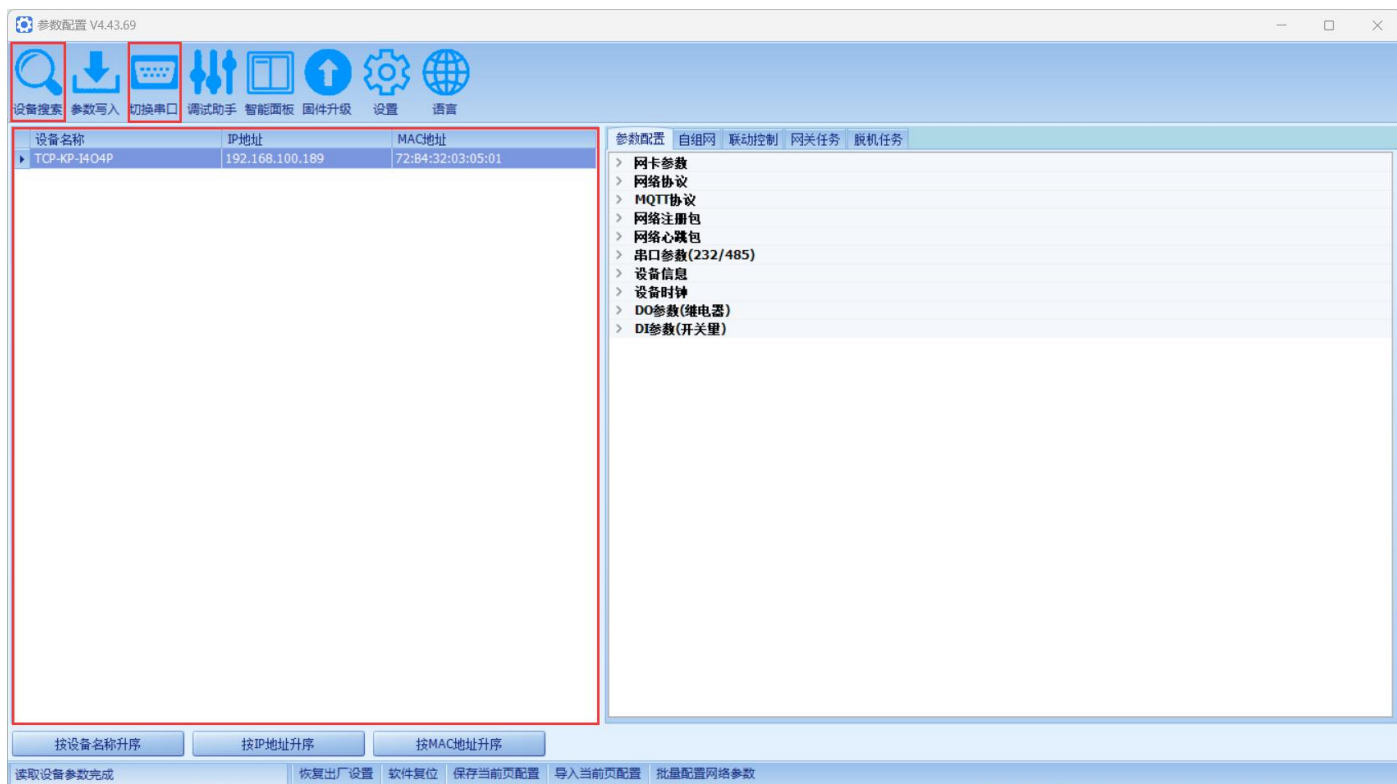 参数配置 V4.43.69
设备搜索 参数写入 切换串口 调试助手 智能面板 固件升级 设置 语言
设备名称 IP地址 MAC地址
TCP-KP-I4O4P 192.168.100.189 72:B4:32:03:05:01
参数配置 自组网 联动控制 网关任务 脱机任务
网卡参数
网络协议
MQTT协议
网络注册包
网络心跳包
串口参数(232/485)
设备信息
设备时钟
DO参数(继电器)
DI参数(开关量)
按设备名称升序 按IP地址升序 按MAC地址升序
读取设备参数完成 恢复出厂设置 软件复位 保存当前页配置 导入当前页配置 批量配置网络参数